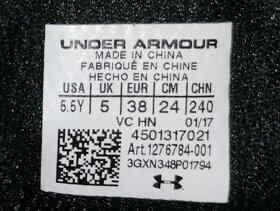 UNDER ARMOUR
MADE IN CHINA
FABRIQUÉ EN CHINE
HECHO EN CHINA
USA UK EUR CM CHN
5.5Y 5 38 24 240
VC HN 01/17
4501317021
Art.1276784-001
3GXN348P01794